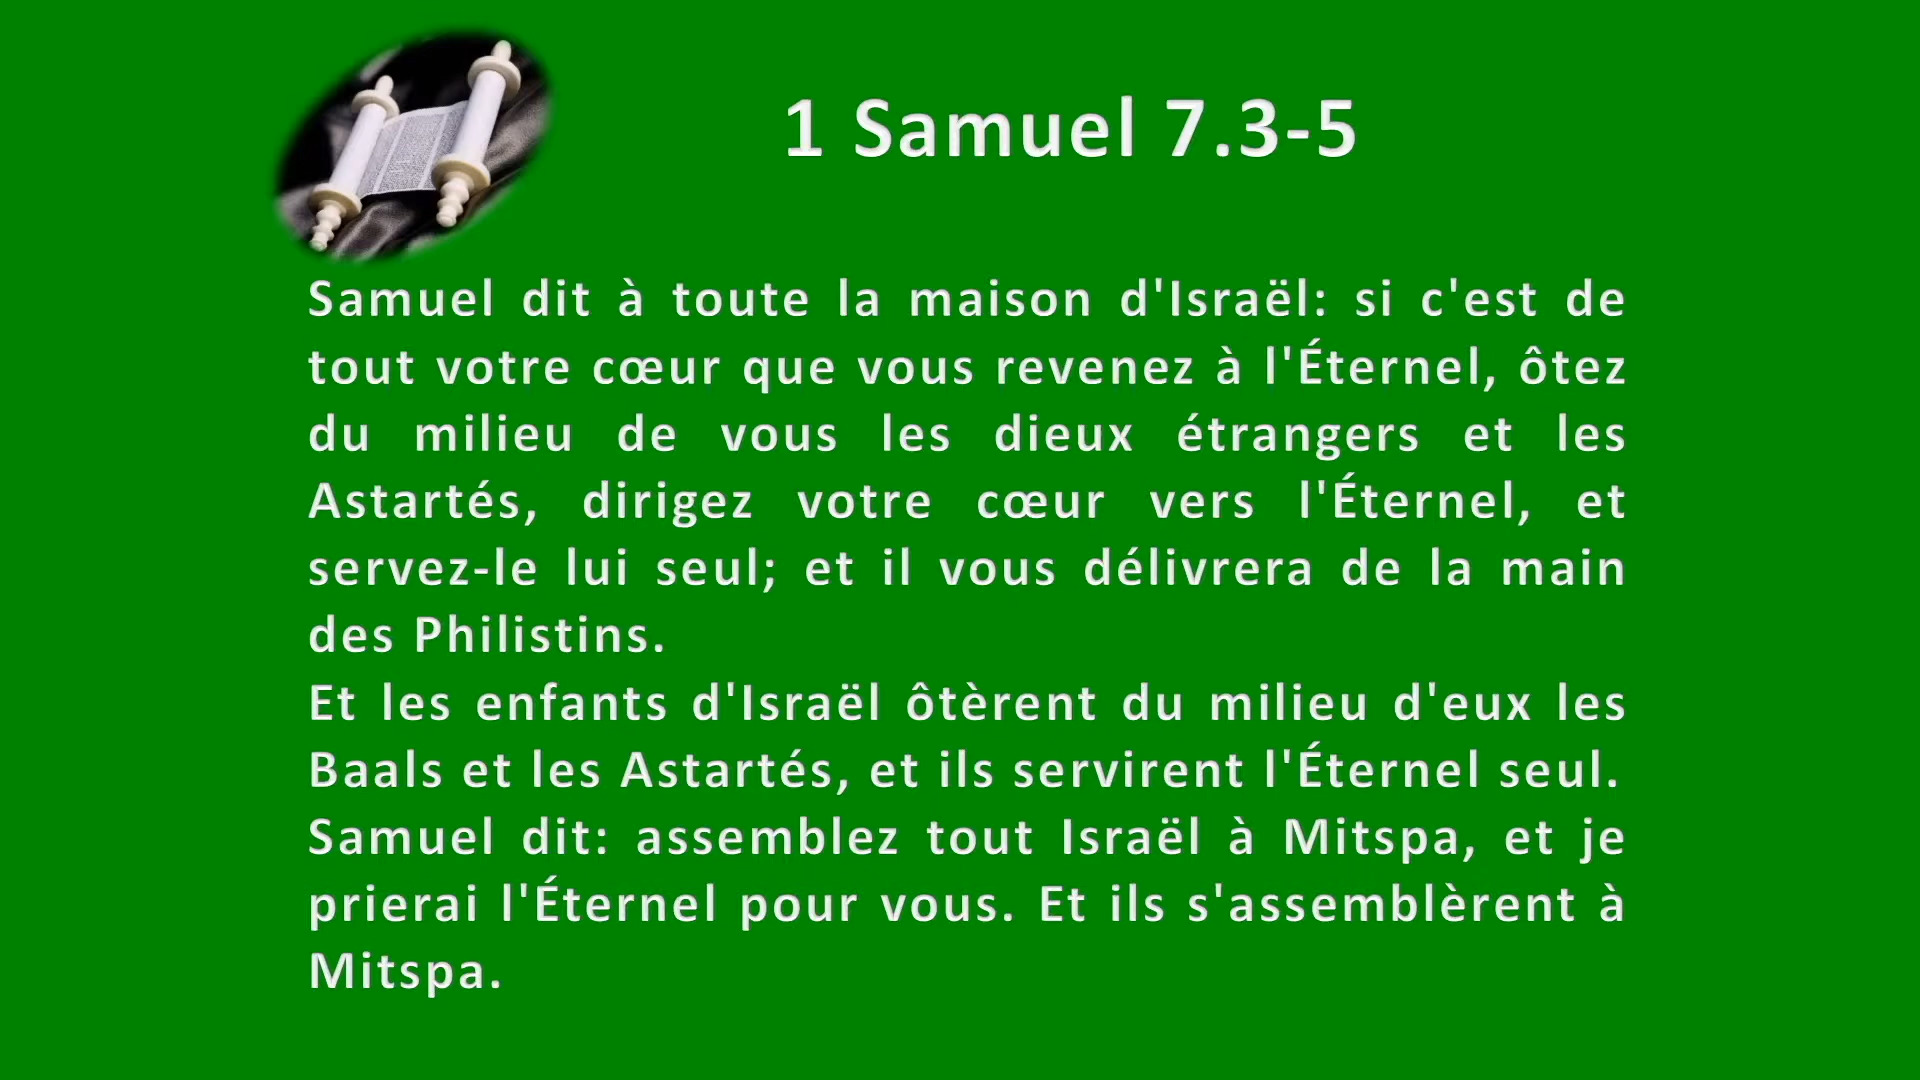 1 Samuel 7.3-5
Samuel dit à toute la maison d'Israël: si c'est de
tout votre cœur que vous revenez à l'Éternel, ôtez
du milieu de vous les dieux étrangers et les
Astartés, dirigez votre cœur vers l'Éternel, et
servez-le lui seul; et il vous délivrera de la main
des Philistins.
Et les enfants d'Israël ôtèrent du milieu d'eux les
Baals et les Astartés, et ils servirent l'Éternel seul.
Samuel dit: assemblez tout Israël à Mitspa, et je
prierai l'Éternel pour vous. Et ils s'assemblèrent à
Mitspa.